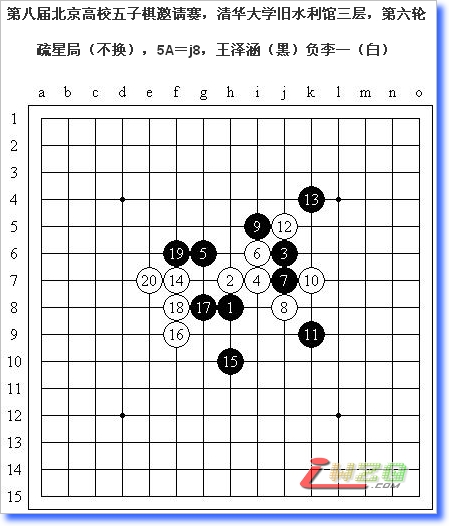 第八届北京高校五子棋邀请赛，清华大学旧水利馆三层，第六轮
疏星局（不换），5A＝j8，王泽涵（黑）负李一（白）
a b c d e f g h i j k l m n o
1
2
3
4 13
5 9 12
6 19 5 6 3
7 20 14 2 4 7 10
8 18 17 1 8
9 16 11
10 15
11
12
13
14
15
iWZQ
.COM